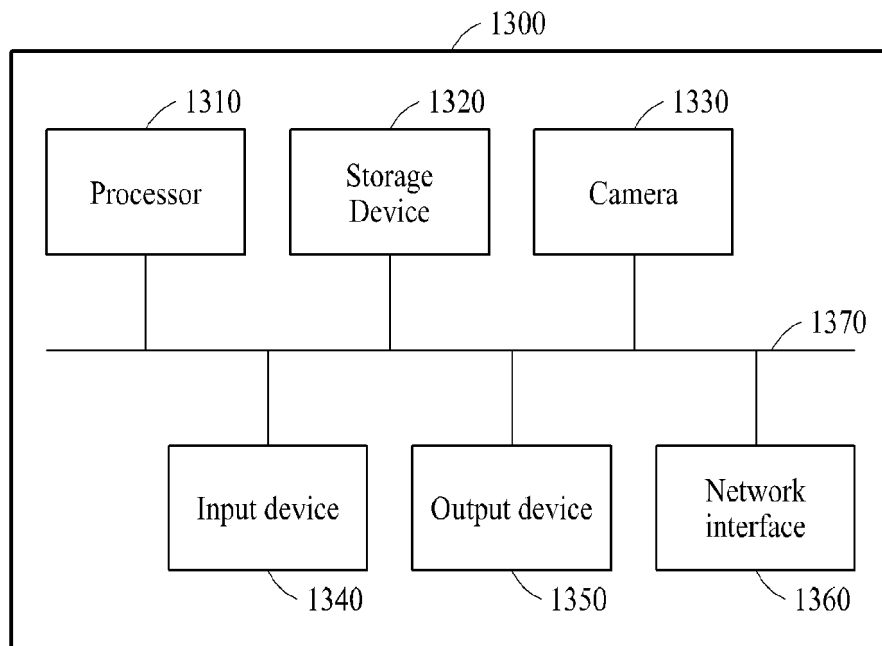 1300
1310
1320
1330
Processor
Storage
Device
Camera
1370
Input device
Output device
Network
interface
1340
1350
1360